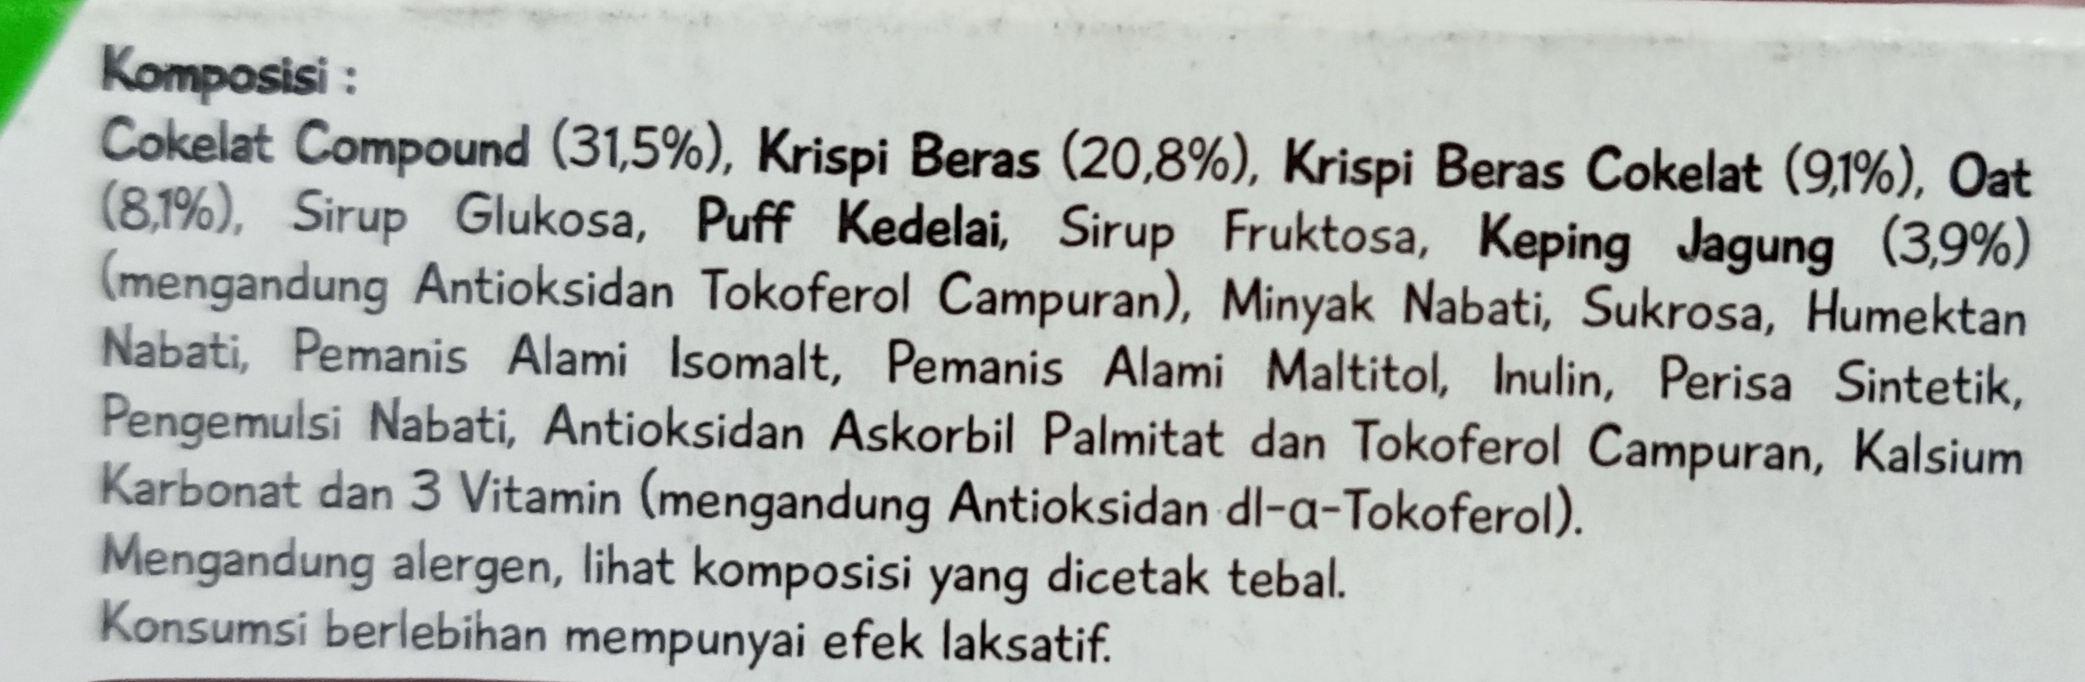 Komposisi :
Cokelat Compound (31,5%), Krispi Beras (20,8%), Krispi Beras Cokelat (9,1%), Oat
(8,1%), Sirup Glukosa, Puff Kedelai, Sirup Fruktosa, Keping Jagung (3,9%)
(mengandung Antioksidan Tokoferol Campuran), Minyak Nabati, Sukrosa, Humektan
Nabati, Pemanis Alami Isomalt, Pemanis Alami Maltitol, Inulin, Perisa Sintetik,
Pengemulsi Nabati, Antioksidan Askorbil Palmitat dan Tokoferol Campuran, Kalsium
Karbonat dan 3 Vitamin (mengandung Antioksidan dl-α-Tokoferol).
Mengandung alergen, lihat komposisi yang dicetak tebal.
Konsumsi berlebihan mempunyai efek laksatif.